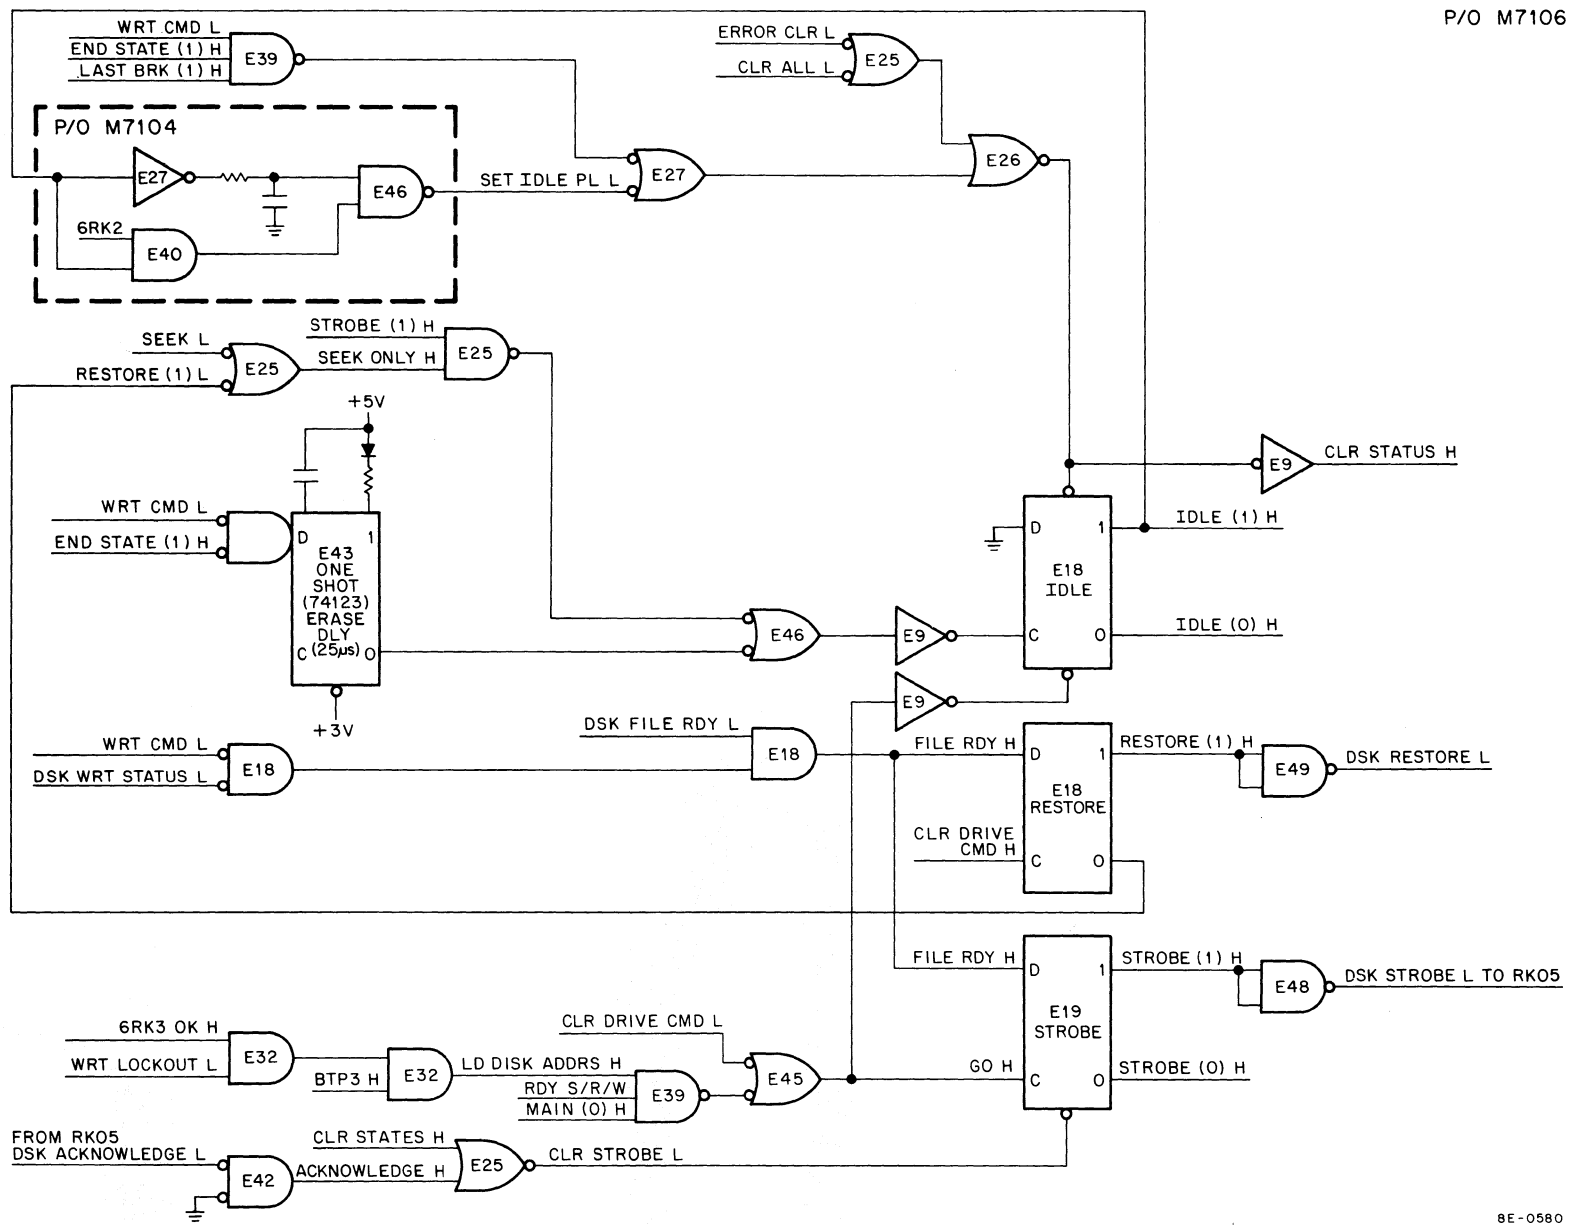 P/O M7106
WRT CMD L
END STATE (1) H
LAST BRK (1) H
E39
ERROR CLR L
CLR ALL L
E25
P/O M7104
E27
E46
6RK2
E40
SET IDLE PL L
E27
E26
SEEK L
RESTORE (1) L
E25
STROBE (1) H
SEEK ONLY H
E25
+5V
WRT CMD L
END STATE (1) H
D 1
E43
ONE
SHOT
(74123)
ERASE
DLY
C (25µs) 0
+3V
E46
E9
E9
E9
CLR STATUS H
D 1
E18
IDLE
C 0
IDLE (1) H
IDLE (0) H
WRT CMD L
DSK WRT STATUS L
E18
DSK FILE RDY L
E18
FILE RDY H
D 1
E18
RESTORE
CLR DRIVE
CMD H
C 0
RESTORE (1) H
E49
DSK RESTORE L
FILE RDY H
D 1
E19
STROBE
GO H
C 0
STROBE (1) H
E48
DSK STROBE L TO RK05
STROBE (0) H
6RK3 OK H
WRT LOCKOUT L
E32
BTP3 H
E32
LD DISK ADDRS H
RDY S/R/W
MAIN (0) H
E39
CLR DRIVE CMD L
E45
FROM RK05
DSK ACKNOWLEDGE L
E42
CLR STATES H
ACKNOWLEDGE H
E25
CLR STROBE L
8E-0580